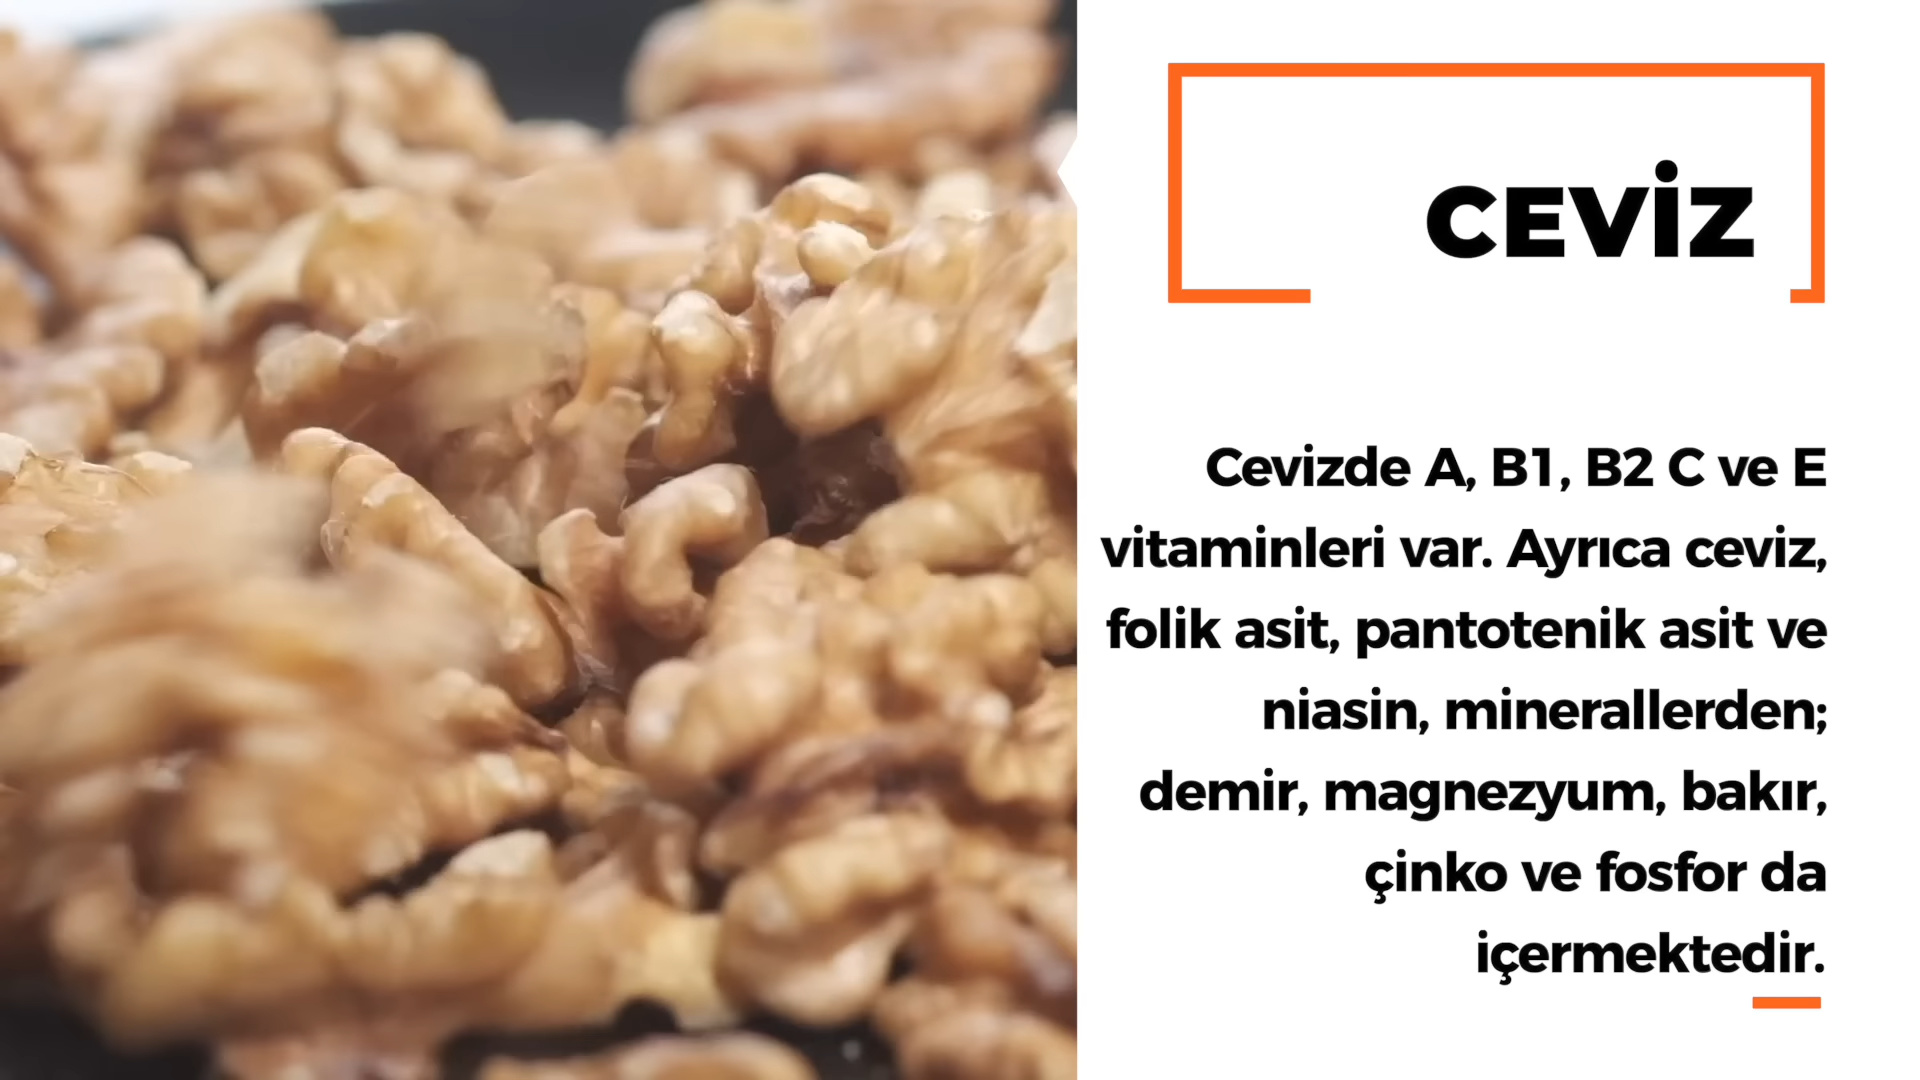 CEVİZ
Cevizde A, B1, B2 C ve E
vitaminleri var. Ayrıca ceviz,
folik asit, pantotenik asit ve
niasin, minerallerden;
demir, magnezyum, bakır,
çinko ve fosfor da
içermektedir.